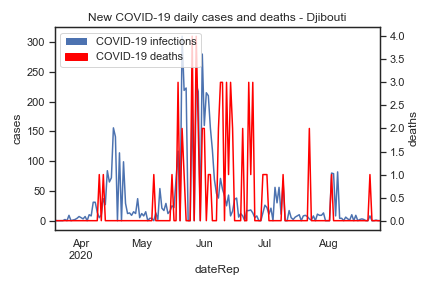 New COVID-19 daily cases and deaths - Djibouti
COVID-19 infections
COVID-19 deaths
300
250
200
150
100
50
0
cases
4.0
3.5
3.0
2.5
2.0
1.5
1.0
0.5
0.0
deaths
Apr
2020
May
Jun
Jul
Aug
dateRep